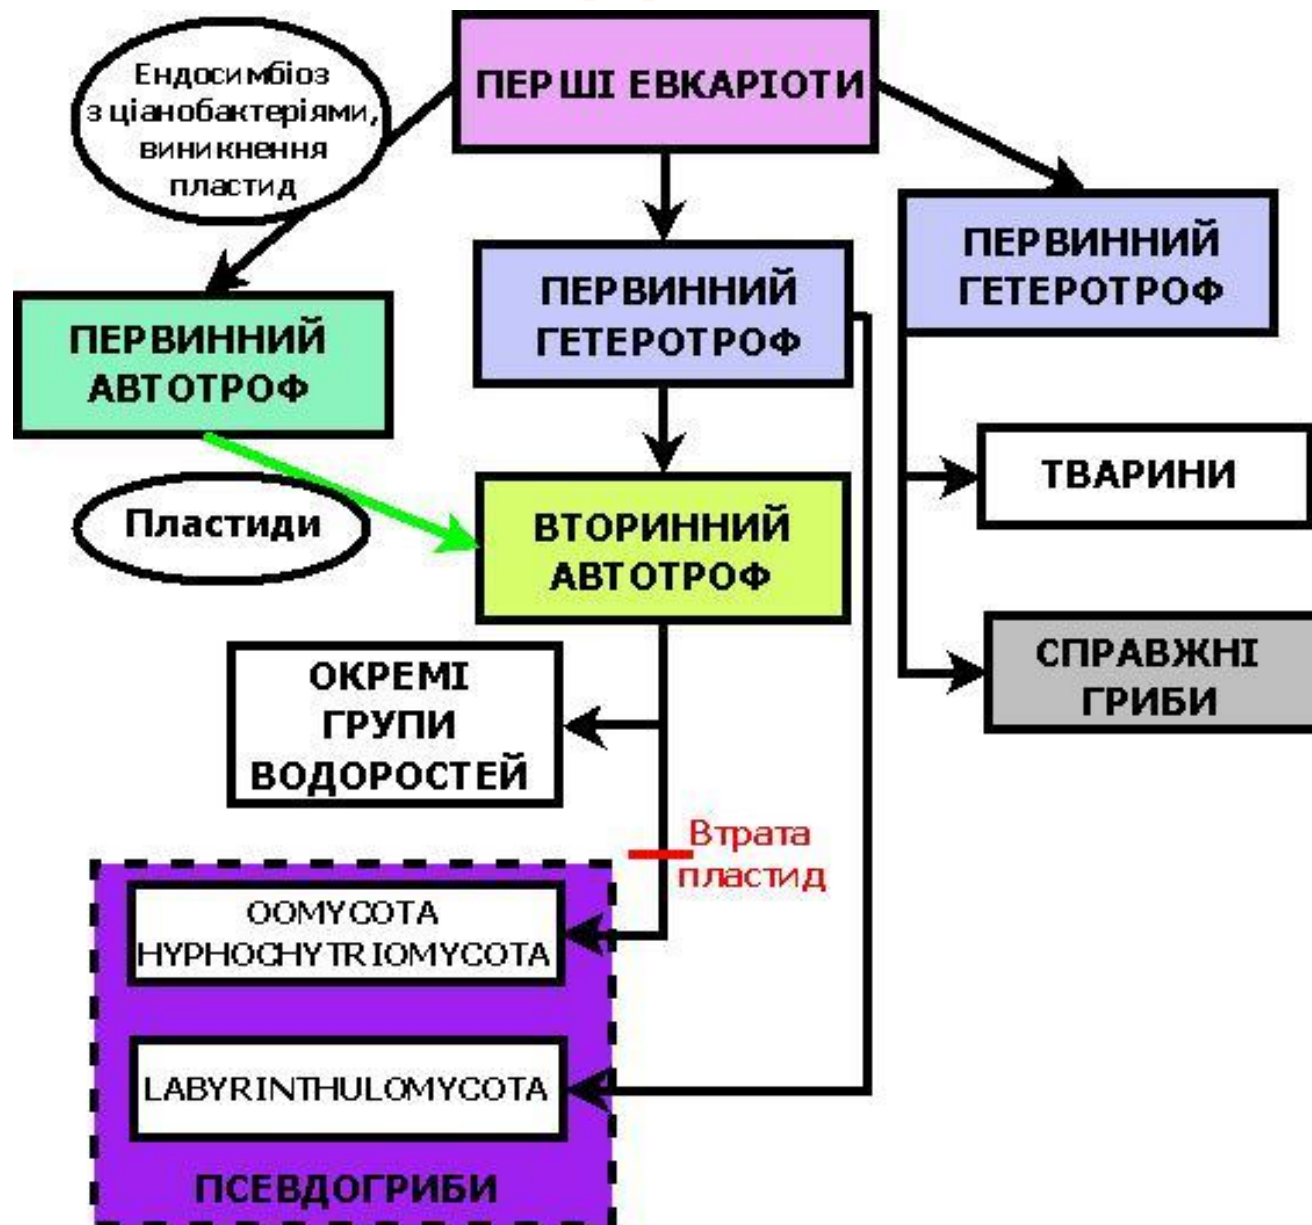 ПЕРШІ ЕВКАРІОТИ
Ендосимбіоз
з ціанобактеріями,
виникнення
пластид
ПЕРВИННИЙ
ГЕТЕРОТРОФ
ПЕРВИННИЙ
ГЕТЕРОТРОФ
ПЕРВИННИЙ
АВТОТРОФ
ТВАРИНИ
Пластиди
ВТОРИННИЙ
АВТОТРОФ
СПРАВЖНІ
ГРИБИ
ОКРЕМІ
ГРУПИ
ВОДОРОСТЕЙ
Втрата
пластид
OOMYCOTA
HYPHOCHYTRIOMYCOTA
LABYRINTHULOMYCOTA
ПСЕВДОГРИБИ